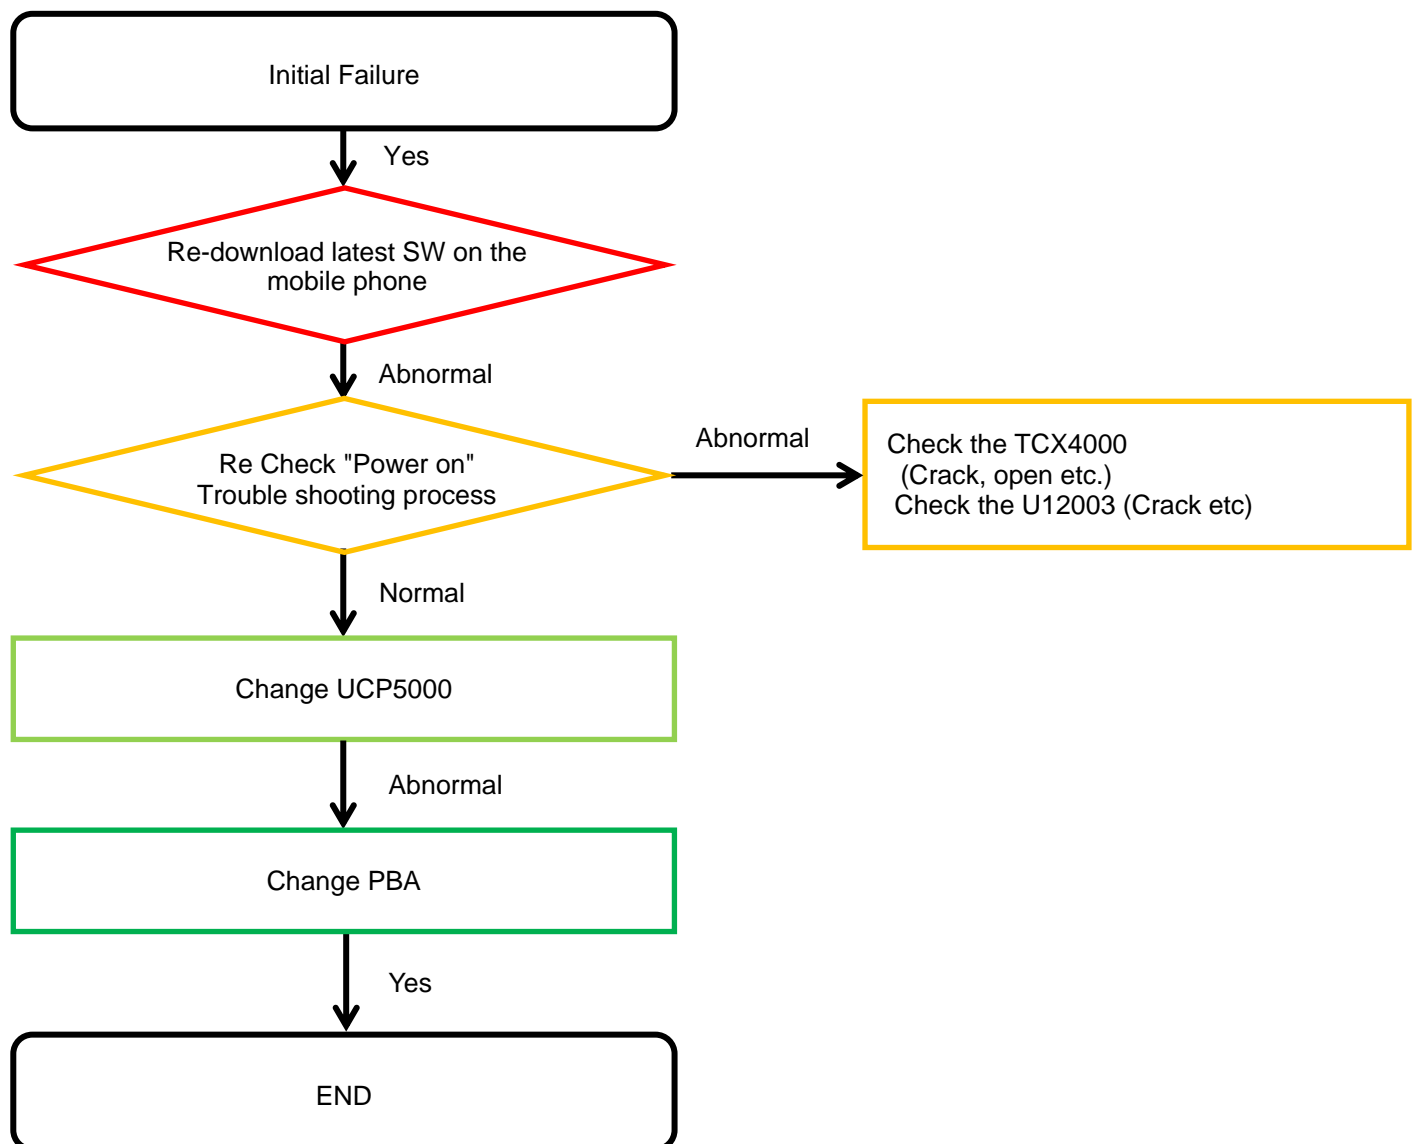 Initial Failure
Yes
Re-download latest SW on the
mobile phone
Abnormal
Re Check "Power on"
Trouble shooting process
Abnormal
Check the TCX4000
(Crack, open etc.)
Check the U12003 (Crack etc)
Normal
Change UCP5000
Abnormal
Change PBA
Yes
END